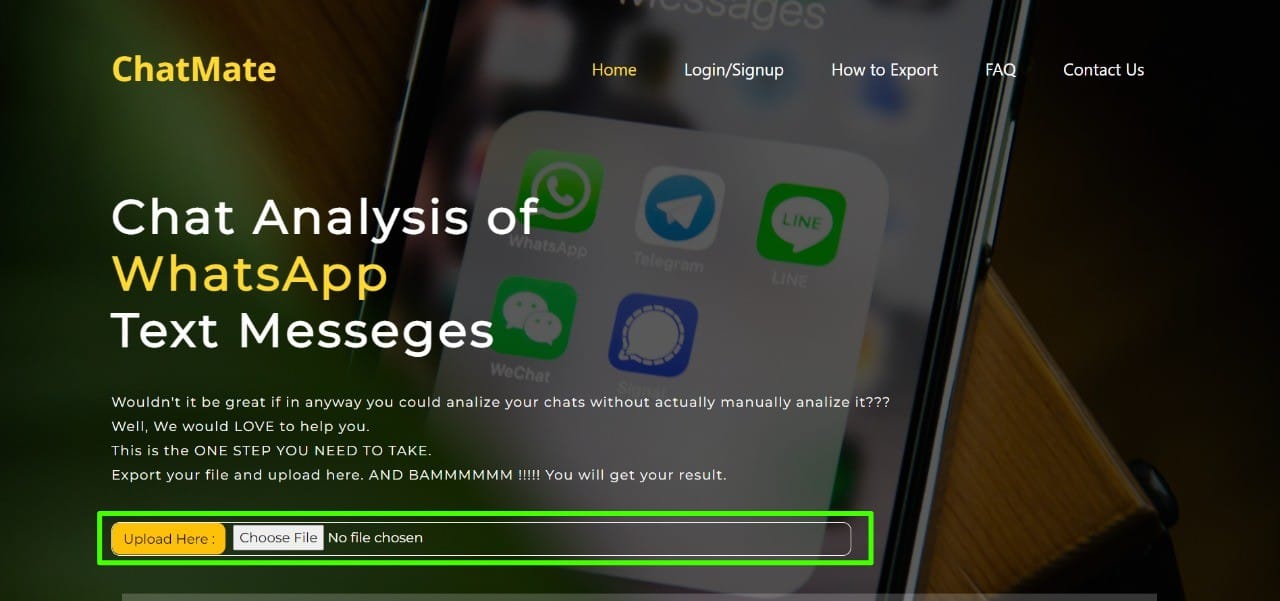 Messages
ChatMate
Home Login/Signup How to Export FAQ Contact Us
Chat Analysis of
WhatsApp
Text Messeges
WhatsApp Telegram LINE
LINE
WeChat Signal
Wouldn't it be great if in anyway you could analize your chats without actually manually analize it???
Well, We would LOVE to help you.
This is the ONE STEP YOU NEED TO TAKE.
Export your file and upload here. AND BAMMMMMM !!!!! You will get your result.
Upload Here : Choose File No file chosen